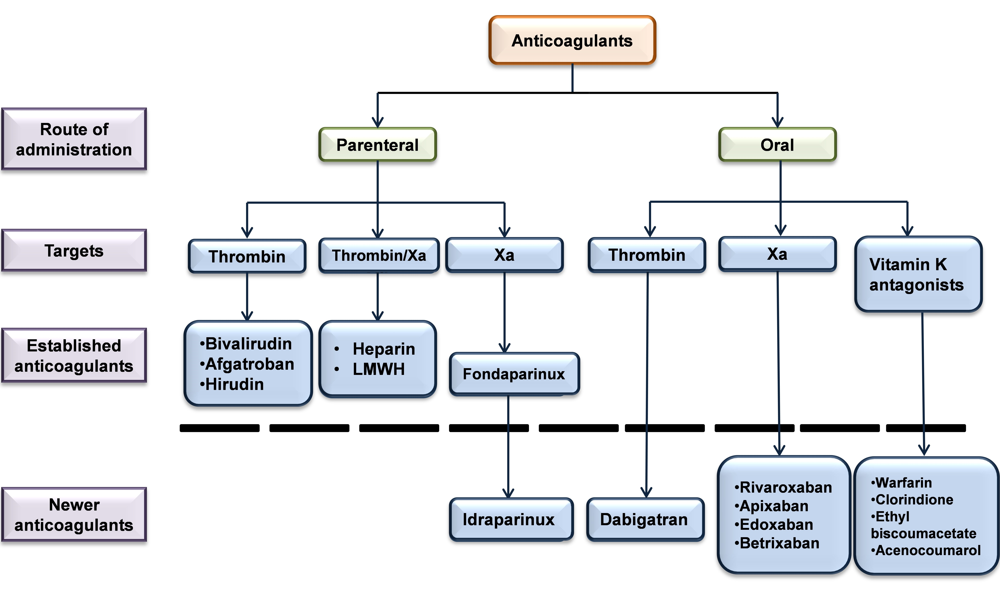 Anticoagulants
Route of
administration
Parenteral
Oral
Targets
Thrombin
Thrombin/Xa
Xa
Thrombin
Xa
Vitamin K
antagonists
Established
anticoagulants
•Bivalirudin
•Afgatroban
•Hirudin
• Heparin
• LMWH
Fondaparinux
Newer
anticoagulants
Idraparinux
Dabigatran
•Rivaroxaban
•Apixaban
•Edoxaban
•Betrixaban
•Warfarin
•Clorindione
•Ethyl
biscoumacetate
•Acenocoumarol